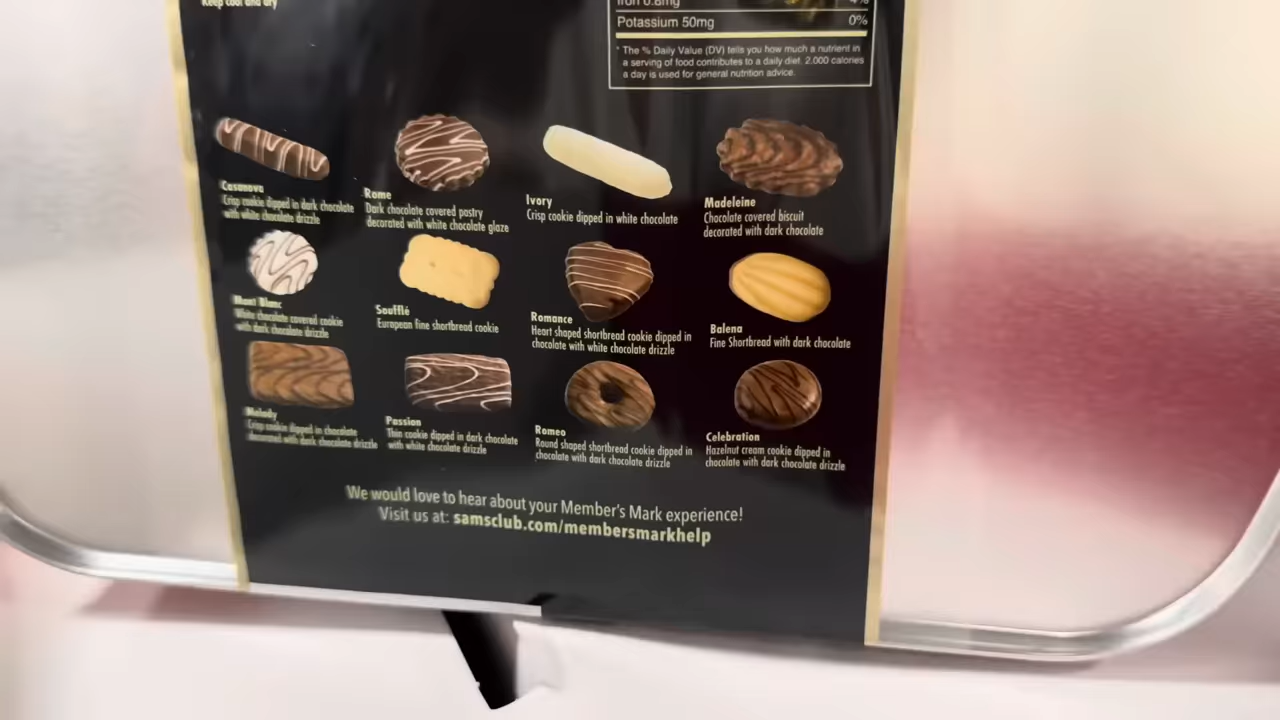 Keep cool and dry
Iron 0.8mg 4%
Potassium 50mg 0%
* The % Daily Value (DV) tells you how much a nutrient in
a serving of food contributes to a daily diet. 2,000 calories
a day is used for general nutrition advice.
Casanova
Crisp cookie dipped in dark chocolate
with white chocolate drizzle
Rome
Dark chocolate covered pastry
decorated with white chocolate glaze
Ivory
Crisp cookie dipped in white chocolate
Madeleine
Chocolate covered biscuit
decorated with dark chocolate
Mont Blanc
White chocolate covered cookie
with dark chocolate drizzle
Soufflé
European fine shortbread cookie
Romance
Heart shaped shortbread cookie dipped in
chocolate with white chocolate drizzle
Balena
Fine Shortbread with dark chocolate
Melody
Crisp cookie dipped in chocolate
decorated with dark chocolate drizzle
Passion
Thin cookie dipped in dark chocolate
with white chocolate drizzle
Romeo
Round shaped shortbread cookie dipped in
chocolate with dark chocolate drizzle
Celebration
Hazelnut cream cookie dipped in
chocolate with dark chocolate drizzle
We would love to hear about your Member's Mark experience!
Visit us at: samsclub.com/membersmarkhelp